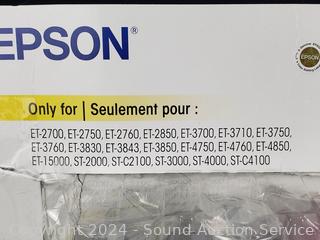 EPSON®
EPSON
Only for | Seulement pour :
ET-2700, ET-2750, ET-2760, ET-2850, ET-3700, ET-3710, ET-3750,
ET-3760, ET-3830, ET-3843, ET-3850, ET-4750, ET-4760, ET-4850,
ET-15000, ST-2000, ST-C2100, ST-3000, ST-4000, ST-C4100
Copyright 2024 - Sound Auction Service